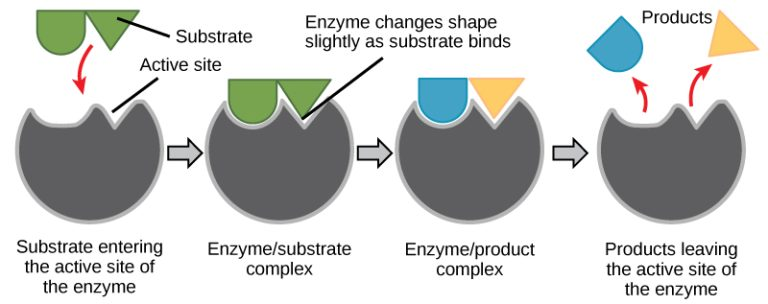 Substrate
Active site
Enzyme changes shape
slightly as substrate binds
Products
Substrate entering
the active site of
the enzyme
Enzyme/substrate
complex
Enzyme/product
complex
Products leaving
the active site of
the enzyme